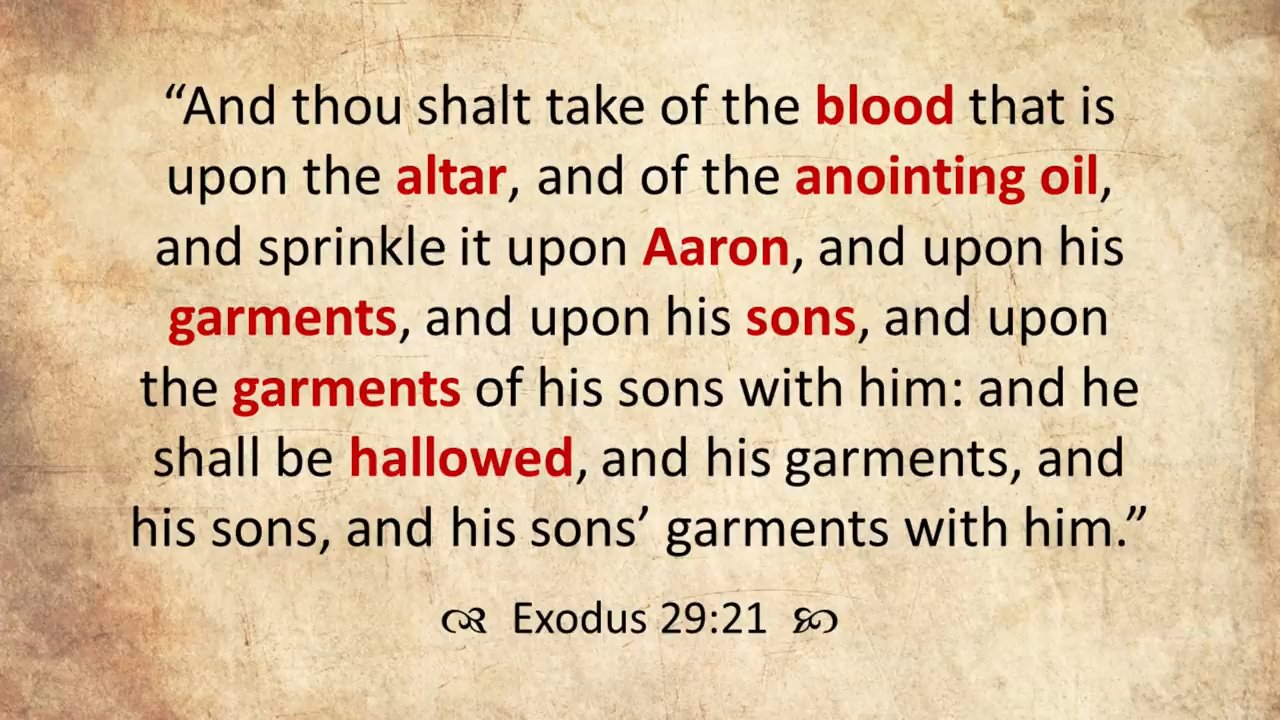 “And thou shalt take of the blood that is
upon the altar, and of the anointing oil,
and sprinkle it upon Aaron, and upon his
garments, and upon his sons, and upon
the garments of his sons with him: and he
shall be hallowed, and his garments, and
his sons, and his sons’ garments with him.”
Exodus 29:21